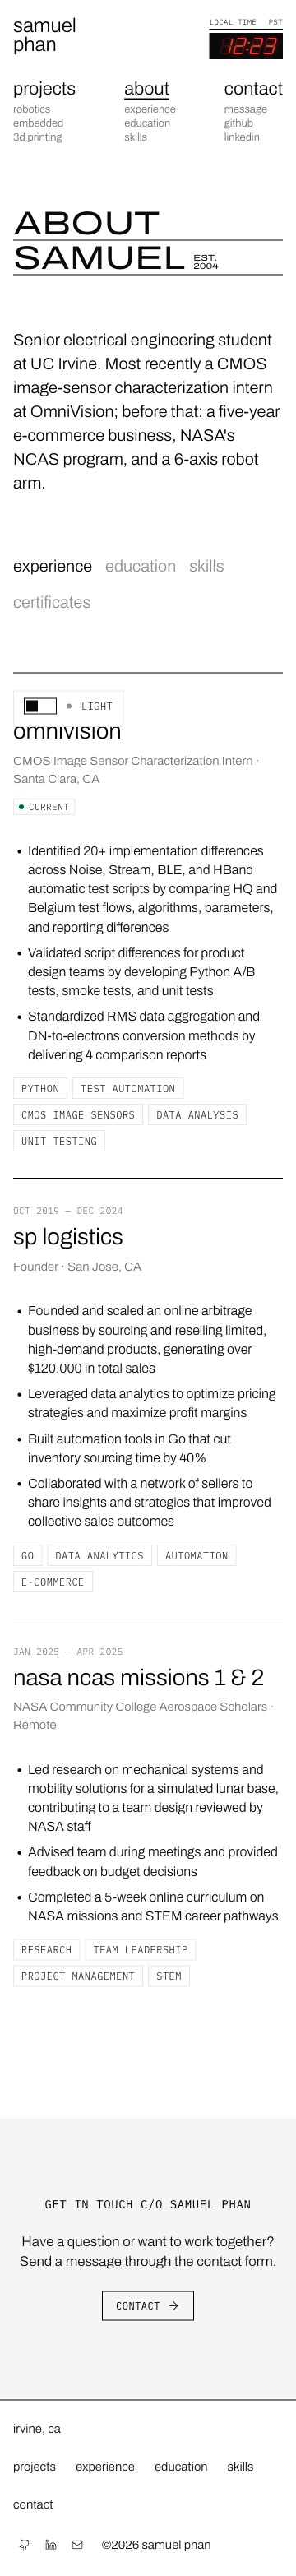 samuel
phan
LOCAL TIME PST
12:23
projects
robotics
embedded
3d printing
about
experience
education
skills
contact
message
github
linkedin
ABOUT
SAMUEL EST. 2004
Senior electrical engineering student
at UC Irvine. Most recently a CMOS
image-sensor characterization intern
at OmniVision; before that: a five-year
e-commerce business, NASA's
NCAS program, and a 6-axis robot
arm.
experience education skills
certificates
LIGHT
omnivision
CMOS Image Sensor Characterization Intern ·
Santa Clara, CA
CURRENT
• Identified 20+ implementation differences
across Noise, Stream, BLE, and HBand
automatic test scripts by comparing HQ and
Belgium test flows, algorithms, parameters,
and reporting differences
• Validated script differences for product
design teams by developing Python A/B
tests, smoke tests, and unit tests
• Standardized RMS data aggregation and
DN-to-electrons conversion methods by
delivering 4 comparison reports
PYTHON TEST AUTOMATION
CMOS IMAGE SENSORS DATA ANALYSIS
UNIT TESTING
OCT 2019 — DEC 2024
sp logistics
Founder · San Jose, CA
• Founded and scaled an online arbitrage
business by sourcing and reselling limited,
high-demand products, generating over
$120,000 in total sales
• Leveraged data analytics to optimize pricing
strategies and maximize profit margins
• Built automation tools in Go that cut
inventory sourcing time by 40%
• Collaborated with a network of sellers to
share insights and strategies that improved
collective sales outcomes
GO DATA ANALYTICS AUTOMATION
E-COMMERCE
JAN 2025 — APR 2025
nasa ncas missions 1 & 2
NASA Community College Aerospace Scholars ·
Remote
• Led research on mechanical systems and
mobility solutions for a simulated lunar base,
contributing to a team design reviewed by
NASA staff
• Advised team during meetings and provided
feedback on budget decisions
• Completed a 5-week online curriculum on
NASA missions and STEM career pathways
RESEARCH TEAM LEADERSHIP
PROJECT MANAGEMENT STEM
GET IN TOUCH C/O SAMUEL PHAN
Have a question or want to work together?
Send a message through the contact form.
CONTACT →
irvine, ca
projects experience education skills
contact
©2026 samuel phan